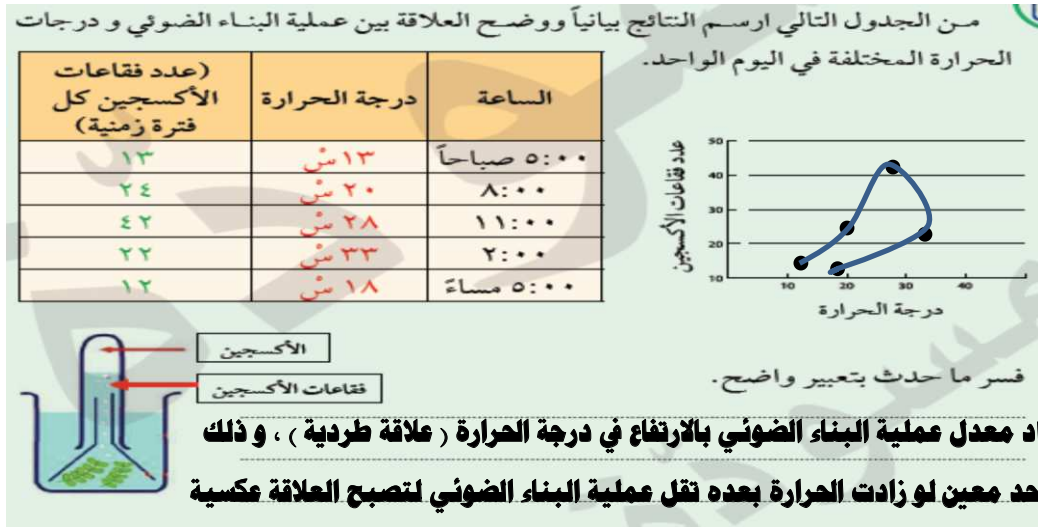 من الجدول التالي ارسم النتائج بيانياً ووضح العلاقة بين عملية البناء الضوئي و درجات
الحرارة المختلفة في اليوم الواحد.
الساعة درجة الحرارة (عدد فقاعات الأكسجين كل فترة زمنية)
٥:٠٠ صباحاً ١٣ سْ ١٣
٨:٠٠ ٢٠ سْ ٢٤
١١:٠٠ ٢٨ سْ ٤٢
٢:٠٠ ٣٣ سْ ٢٢
٥:٠٠ مساءً ١٨ سْ ١٢
عدد فقاعات الأكسجين
50
40
30
20
10
10 20 30 40
درجة الحرارة
الأكسجين
فقاعات الأكسجين
فسر ما حدث بتعبير واضح.
معدل عملية البناء الضوئي بالارتفاع في درجة الحرارة ( علاقة طردية ) ، و ذلك
معين لو زادت الحرارة بعده تقل عملية البناء الضوئي لتصبح العلاقة عكسية